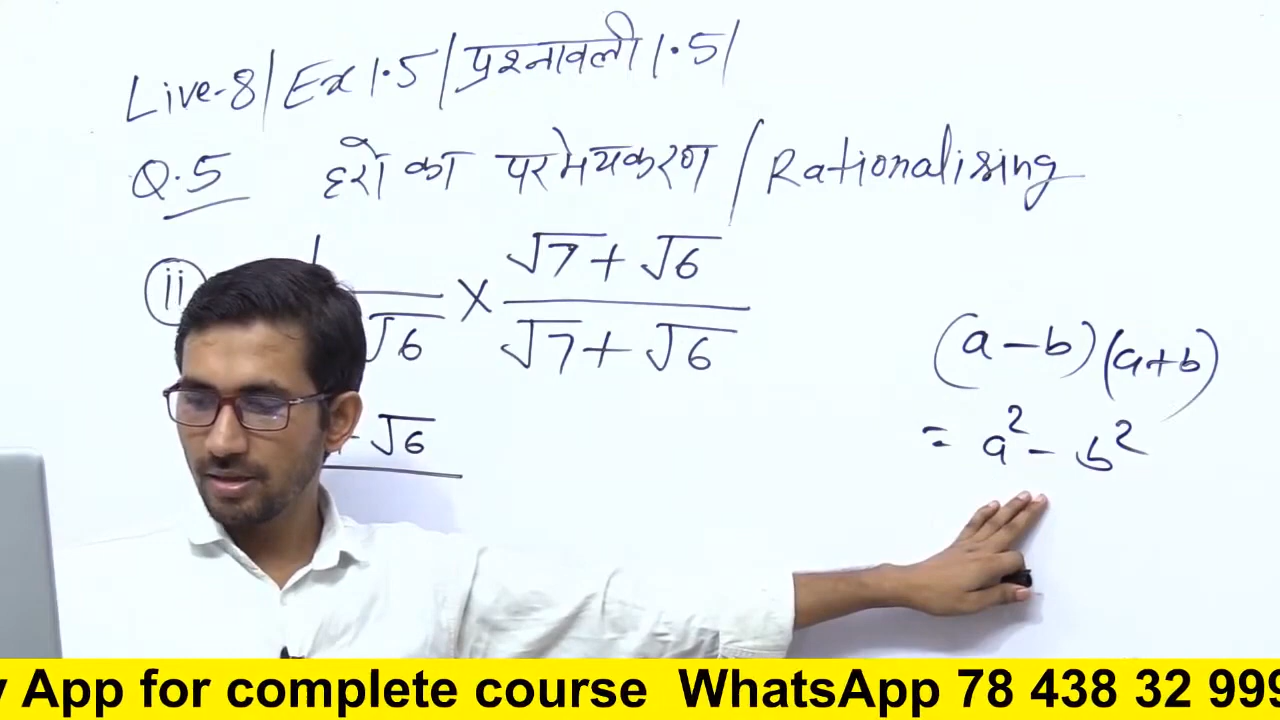 Live-8/ Ex 1.5/ प्रश्नावली 1.5/
Q.5 हरों का परमेयकरण / Rationalising
ii 1
√6 × √7 + √6
√7 + √6
(a - b)(a + b)
- √6
= a² - b²
y App for complete course WhatsApp 78 438 32 999